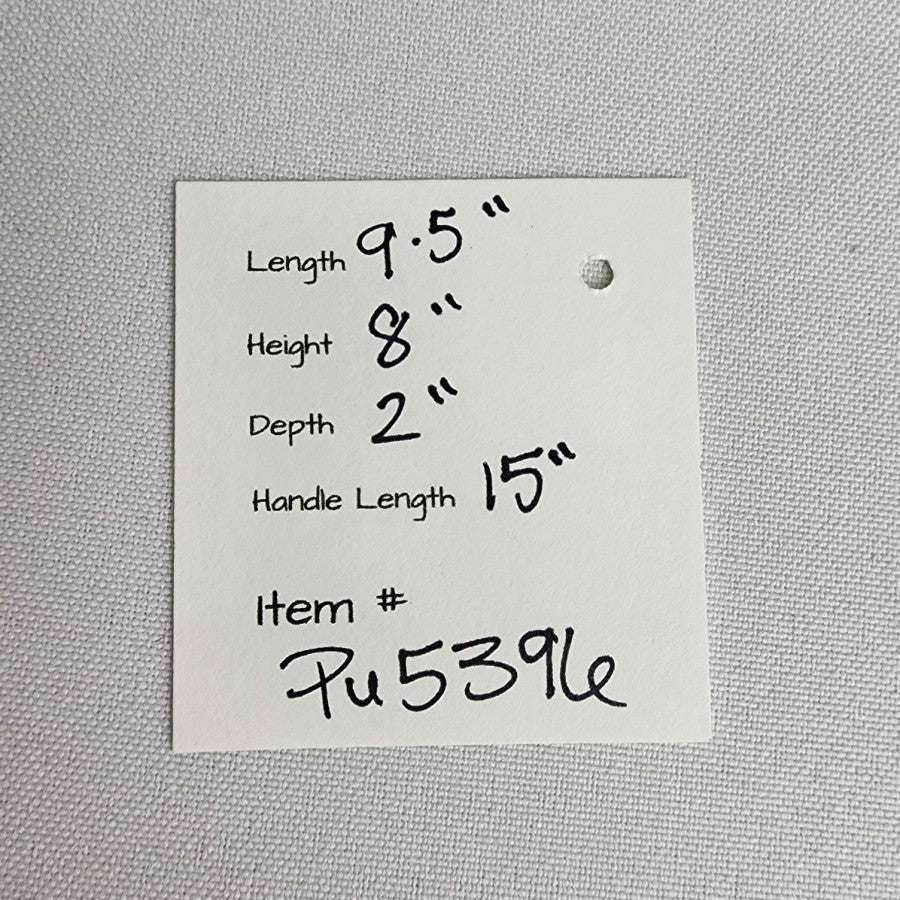 Length 9.5"
Height 8"
Depth 2"
Handle Length 15"
Item #
Pu5396